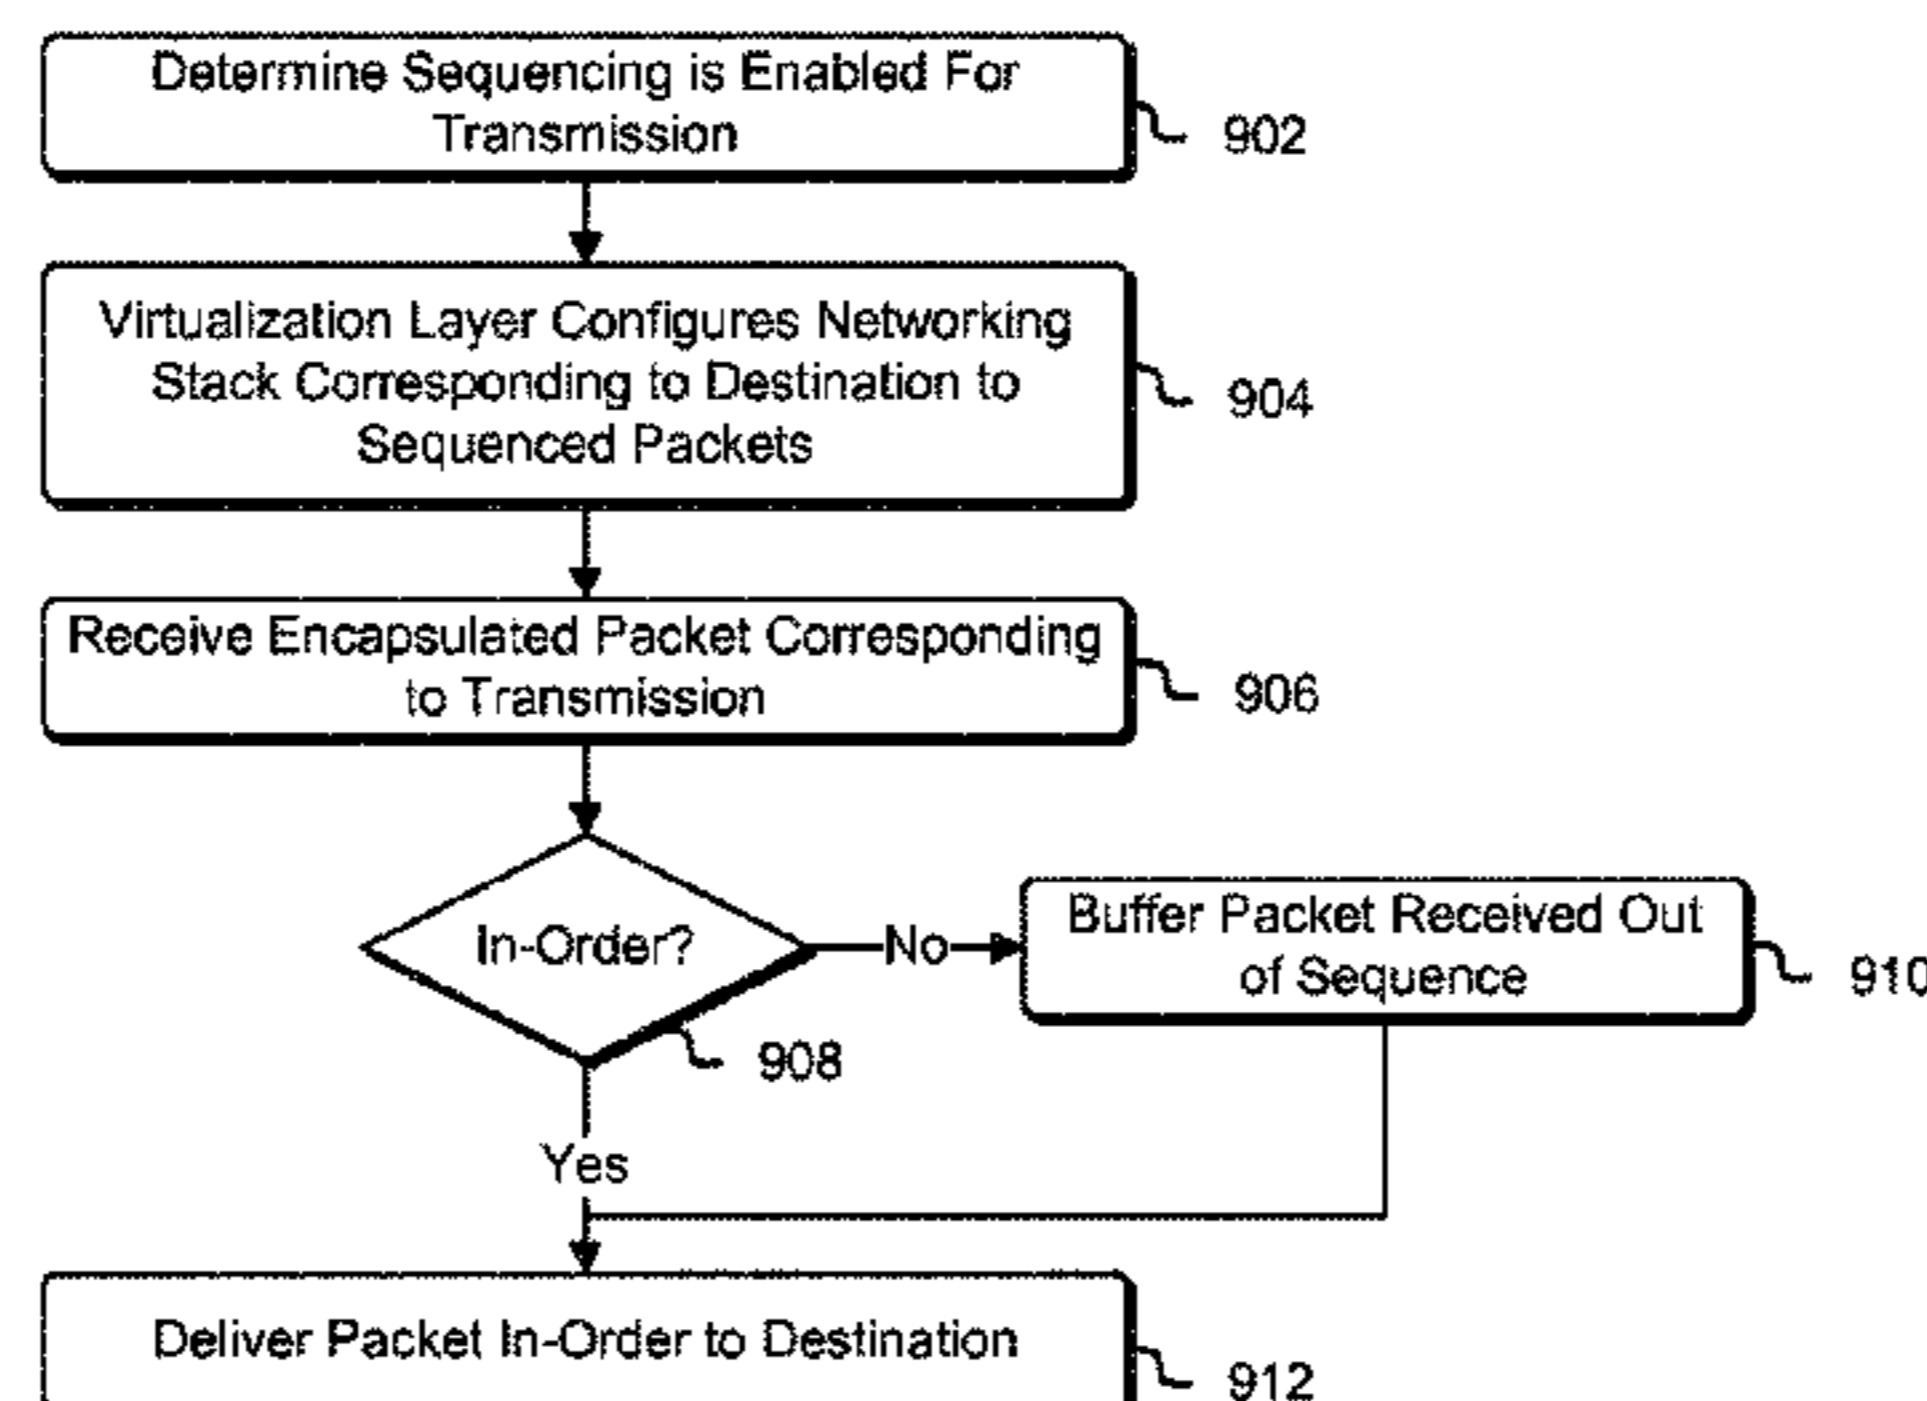 Determine Sequencing is Enabled For
Transmission
902
Virtualization Layer Configures Networking
Stack Corresponding to Destination to
Sequenced Packets
904
Receive Encapsulated Packet Corresponding
to Transmission
906
In-Order?
No
Buffer Packet Received Out
of Sequence
910
908
Yes
Deliver Packet In-Order to Destination
912